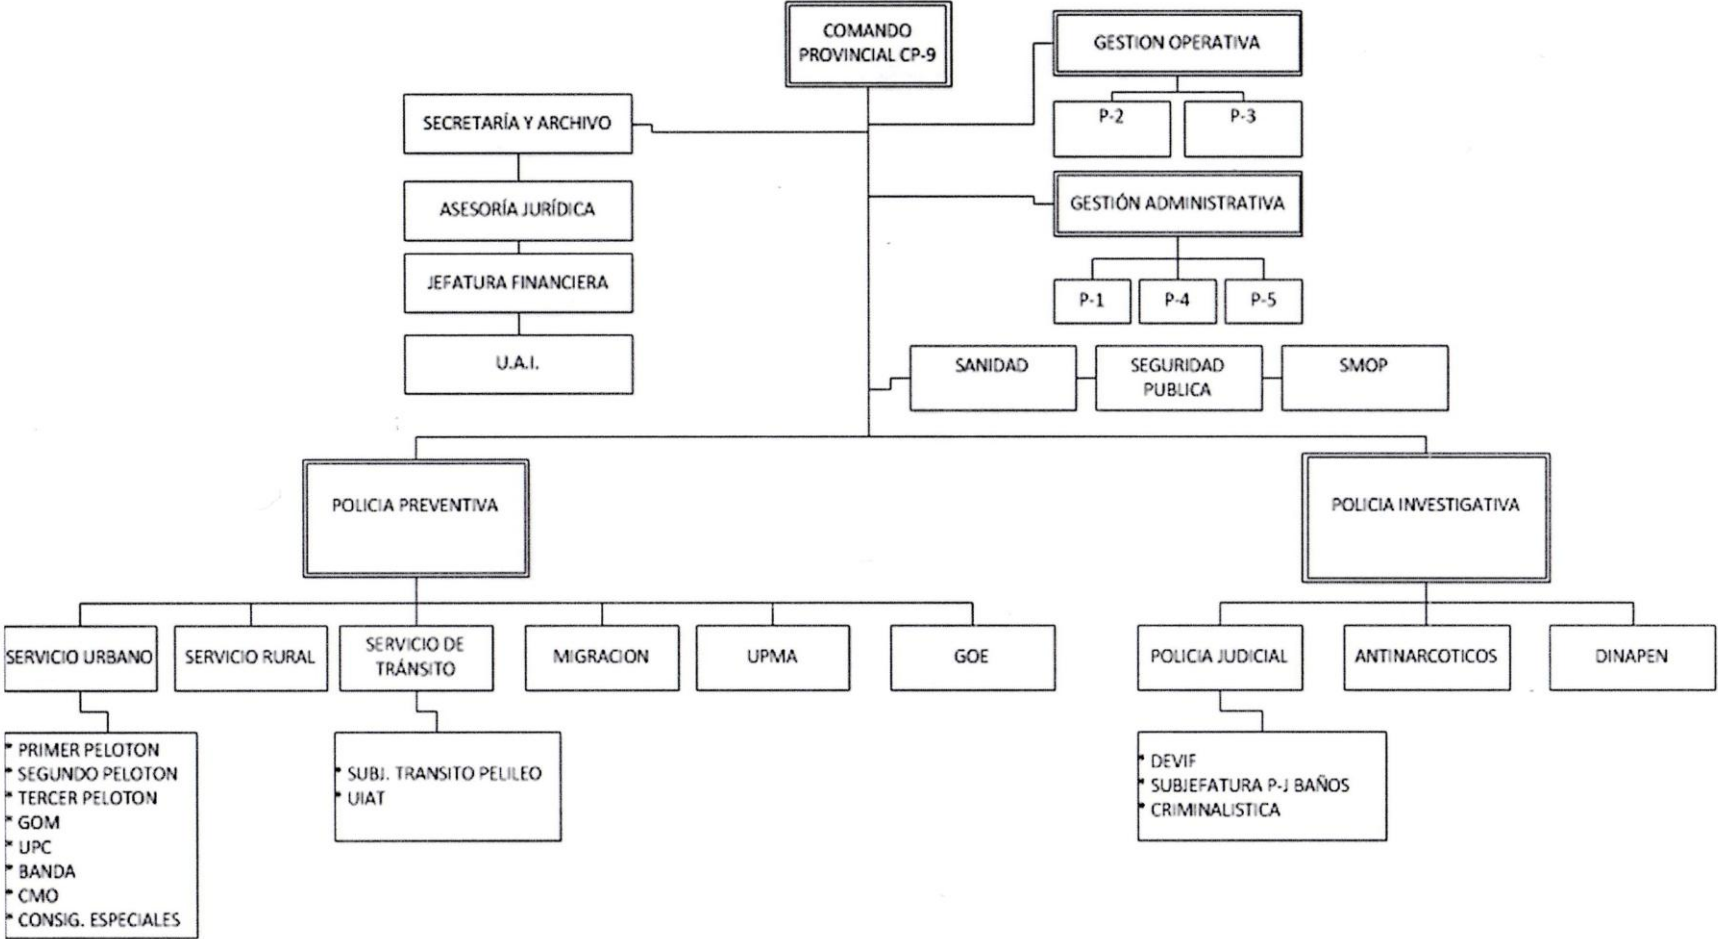 COMANDO
PROVINCIAL CP-9
GESTION OPERATIVA
P-2
P-3
SECRETARÍA Y ARCHIVO
ASESORÍA JURÍDICA
JEFATURA FINANCIERA
U.A.I.
GESTIÓN ADMINISTRATIVA
P-1
P-4
P-5
SANIDAD
SEGURIDAD
PUBLICA
SMOP
POLICIA PREVENTIVA
POLICIA INVESTIGATIVA
SERVICIO URBANO
SERVICIO RURAL
SERVICIO DE
TRÁNSITO
MIGRACION
UPMA
GOE
POLICIA JUDICIAL
ANTINARCOTICOS
DINAPEN
* PRIMER PELOTON
* SEGUNDO PELOTON
* TERCER PELOTON
* GOM
* UPC
* BANDA
* CMO
* CONSIG. ESPECIALES
* SUBJ. TRANSITO PELILEO
* UIAT
* DEVIF
* SUBJEFATURA P-J BAÑOS
* CRIMINALISTICA